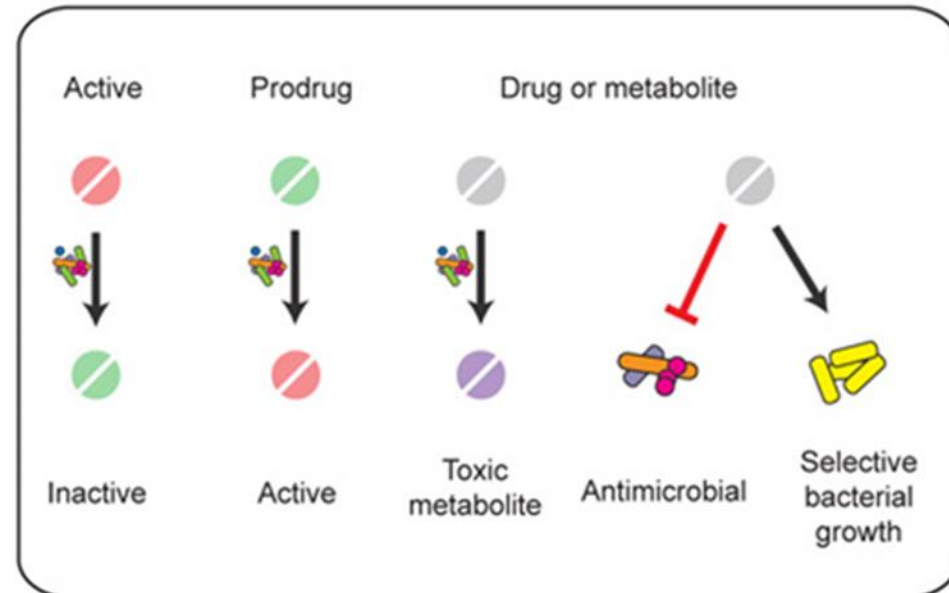 Active
Prodrug
Drug or metabolite
Inactive
Active
Toxic
metabolite
Antimicrobial
Selective
bacterial
growth